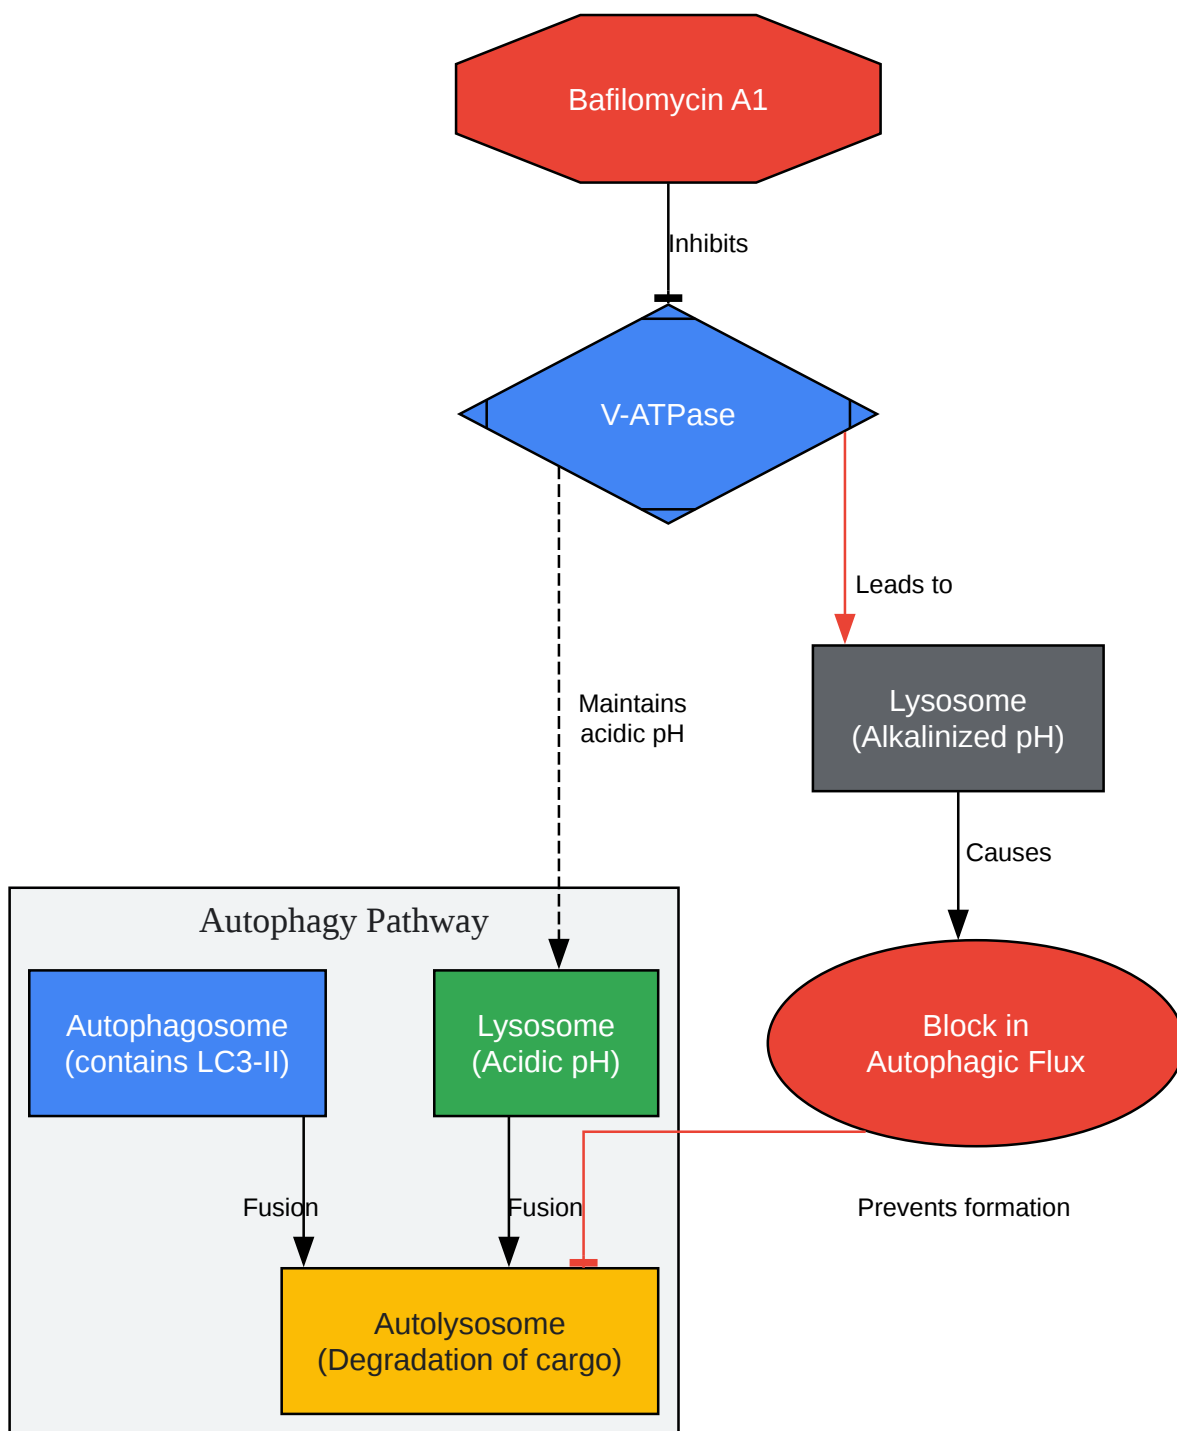 Bafilomycin A1
Inhibits
V-ATPase
Leads to
Maintains
acidic pH
Lysosome
(Alkalinized pH)
Causes
Autophagy Pathway
Autophagosome
(contains LC3-II)
Lysosome
(Acidic pH)
Block in
Autophagic Flux
Fusion
Fusion
Prevents formation
Autolysosome
(Degradation of cargo)